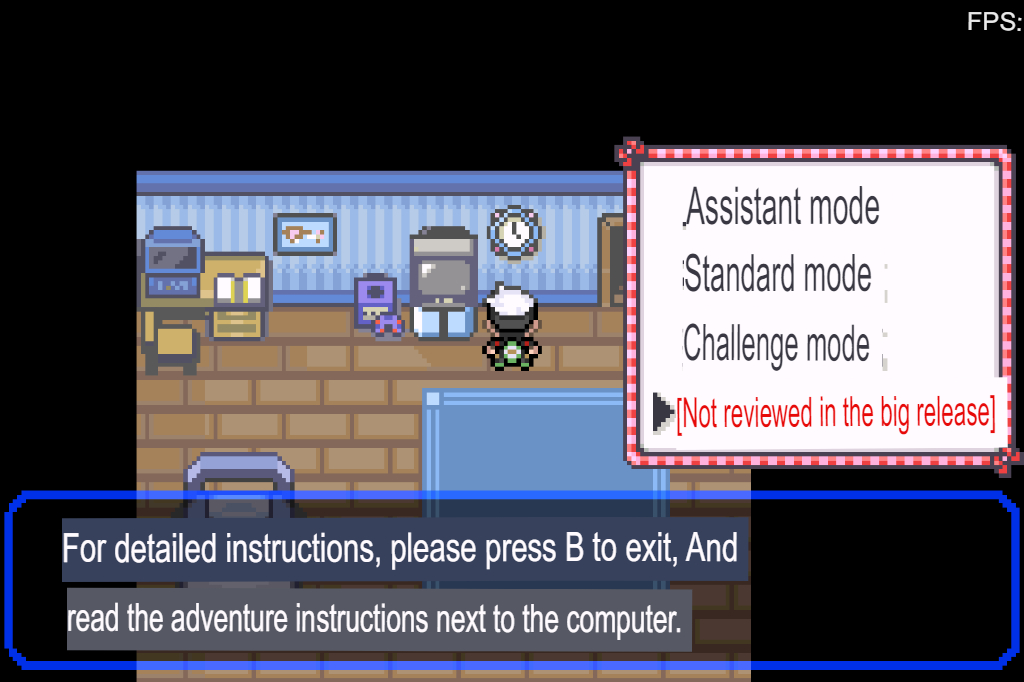 FPS:
Assistant mode
Standard mode
Challenge mode
[Not reviewed in the big release]
For detailed instructions, please press B to exit, And
read the adventure instructions next to the computer.